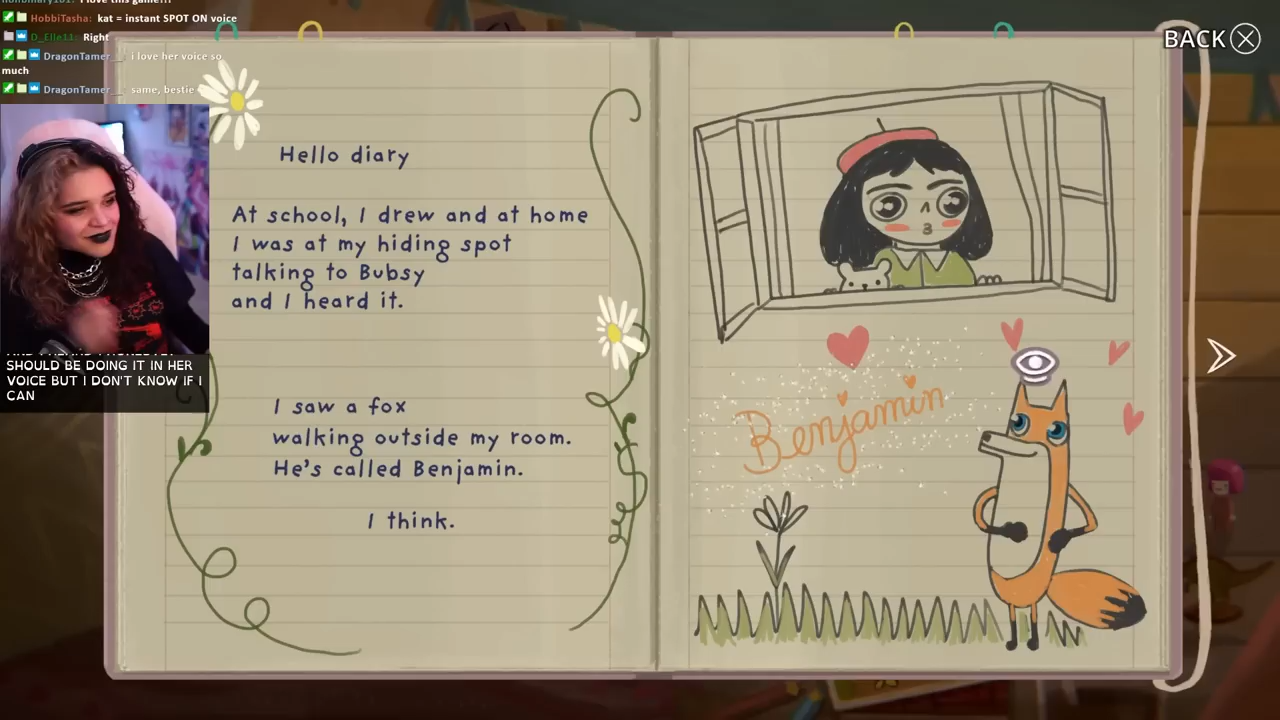 HobbiTasha: kat = instant SPOT ON voice
D_Elle11: Right
DragonTamer__: i love her voice so
much
DragonTamer__: same, bestie
SHOULD BE DOING IT IN HER
VOICE BUT I DON'T KNOW IF I
CAN
Hello diary
At school, I drew and at home
I was at my hiding spot
talking to Bubsy
and I heard it.
I saw a fox
walking outside my room.
He's called Benjamin.
I think.
BACK
Benjamin